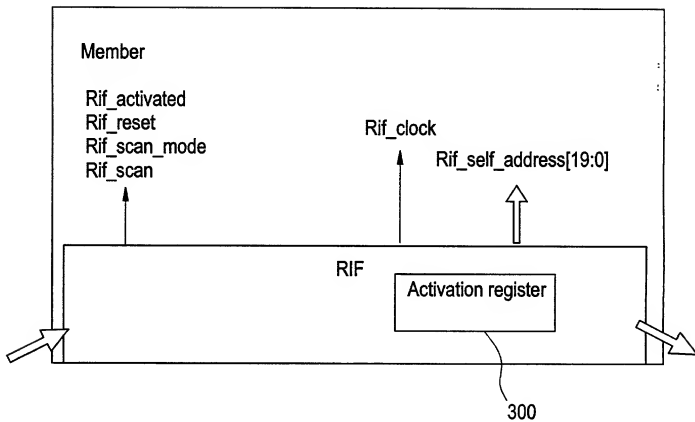 Member
Rif_activated
Rif_reset
Rif_scan_mode
Rif_scan
Rif_clock
Rif_self_address[19:0]
RIF
Activation register
300